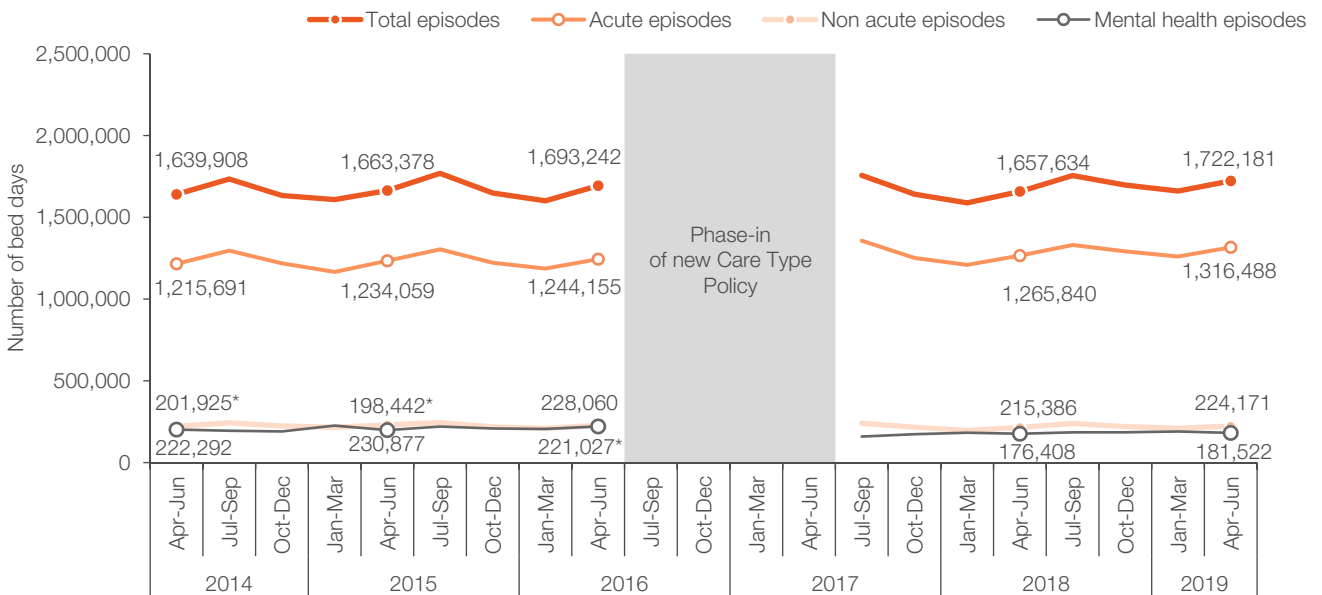 Total episodes
Acute episodes
Non acute episodes
Mental health episodes
Number of bed days
2,500,000
2,000,000
1,500,000
1,000,000
500,000
0
1,639,908
1,663,378
1,693,242
1,657,634
1,722,181
1,215,691
1,234,059
1,244,155
1,265,840
1,316,488
Phase-in
of new Care Type
Policy
201,925*
198,442*
228,060
215,386
224,171
222,292
230,877
221,027*
176,408
181,522
Apr-Jun
Jul-Sep
Oct-Dec
Jan-Mar
Apr-Jun
Jul-Sep
Oct-Dec
Jan-Mar
Apr-Jun
Jul-Sep
Oct-Dec
Jan-Mar
Apr-Jun
Jul-Sep
Oct-Dec
Jan-Mar
Apr-Jun
Jul-Sep
Oct-Dec
Jan-Mar
Apr-Jun
2014
2015
2016
2017
2018
2019